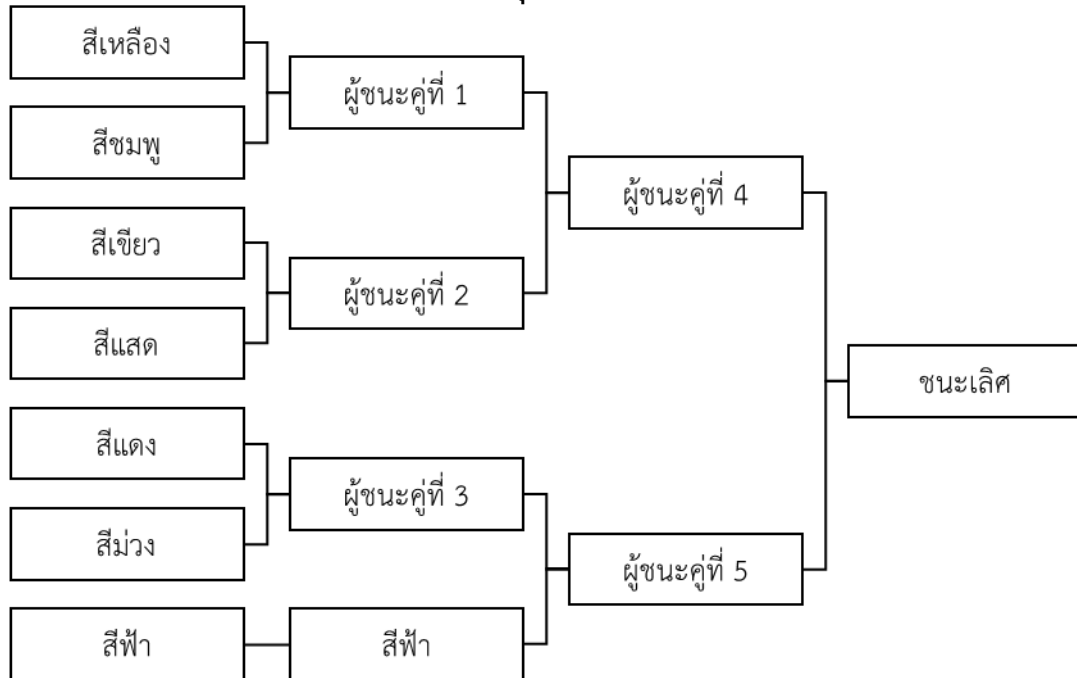 สีเหลือง
สีชมพู
สีเขียว
สีแสด
สีแดง
สีม่วง
สีฟ้า
ผู้ชนะคู่ที่ 1
ผู้ชนะคู่ที่ 2
ผู้ชนะคู่ที่ 3
สีฟ้า
ผู้ชนะคู่ที่ 4
ผู้ชนะคู่ที่ 5
ชนะเลิศ